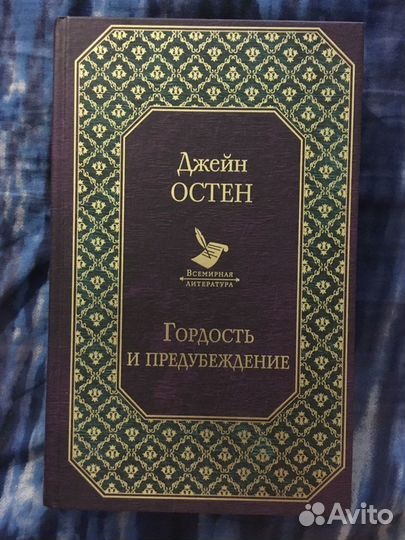 Джейн
ОСТЕН
ВСЕМИРНАЯ
ЛИТЕРАТУРА
ГОРДОСТЬ
И ПРЕДУБЕЖДЕНИЕ
Avito